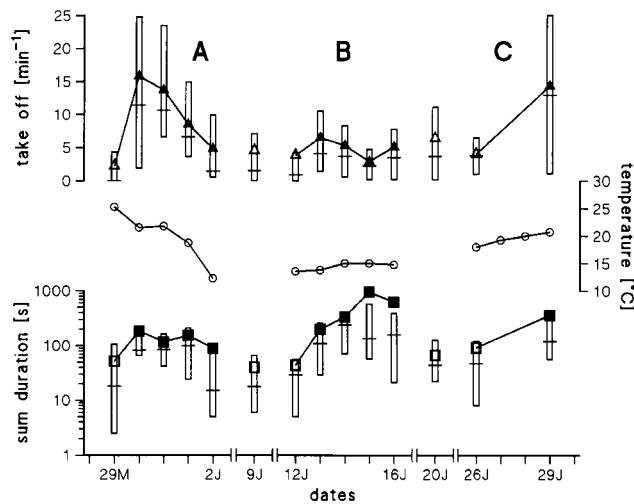 A B C
take off [min⁻¹]
25
20
15
10
5
0
temperature [°C]
30
25
20
15
10
sum duration [s]
1000
100
10
1
29M 2J 9J 12J 16J 20J 26J 29J
dates